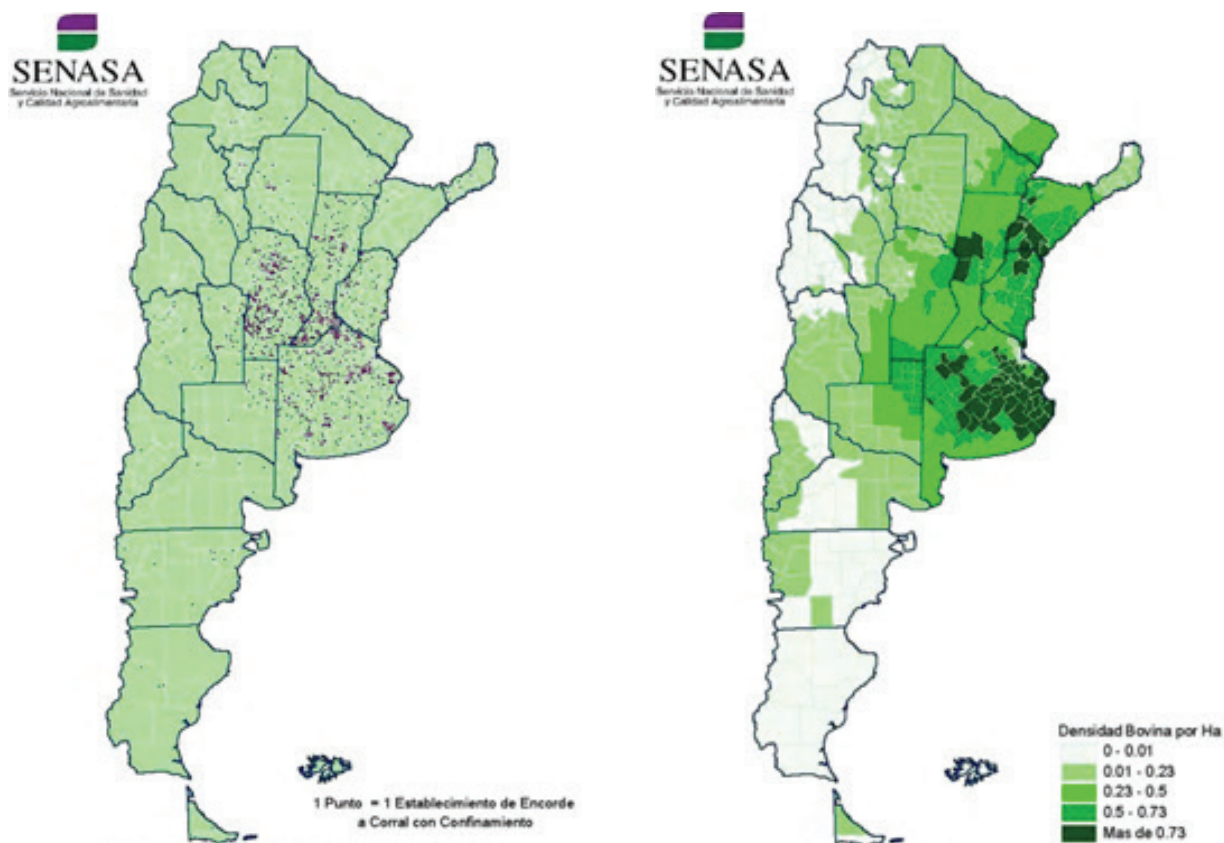 SENASA
Servicio Nacional de Sanidad
y Calidad Agroalimentaria
1 Punto = 1 Establecimiento de Encorde
a Corral con Confinamiento
SENASA
Servicio Nacional de Sanidad
y Calidad Agroalimentaria
Densidad Bovina por Ha
0 - 0.01
0.01 - 0.23
0.23 - 0.5
0.5 - 0.73
Mas de 0.73